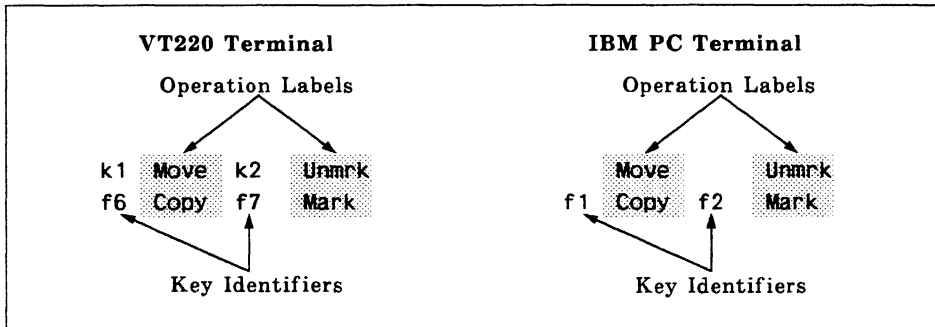 VT220 Terminal
Operation Labels
k1 Move k2 Unmrk
f6 Copy f7 Mark
Key Identifiers
IBM PC Terminal
Operation Labels
Move Unmrk
f1 Copy f2 Mark
Key Identifiers